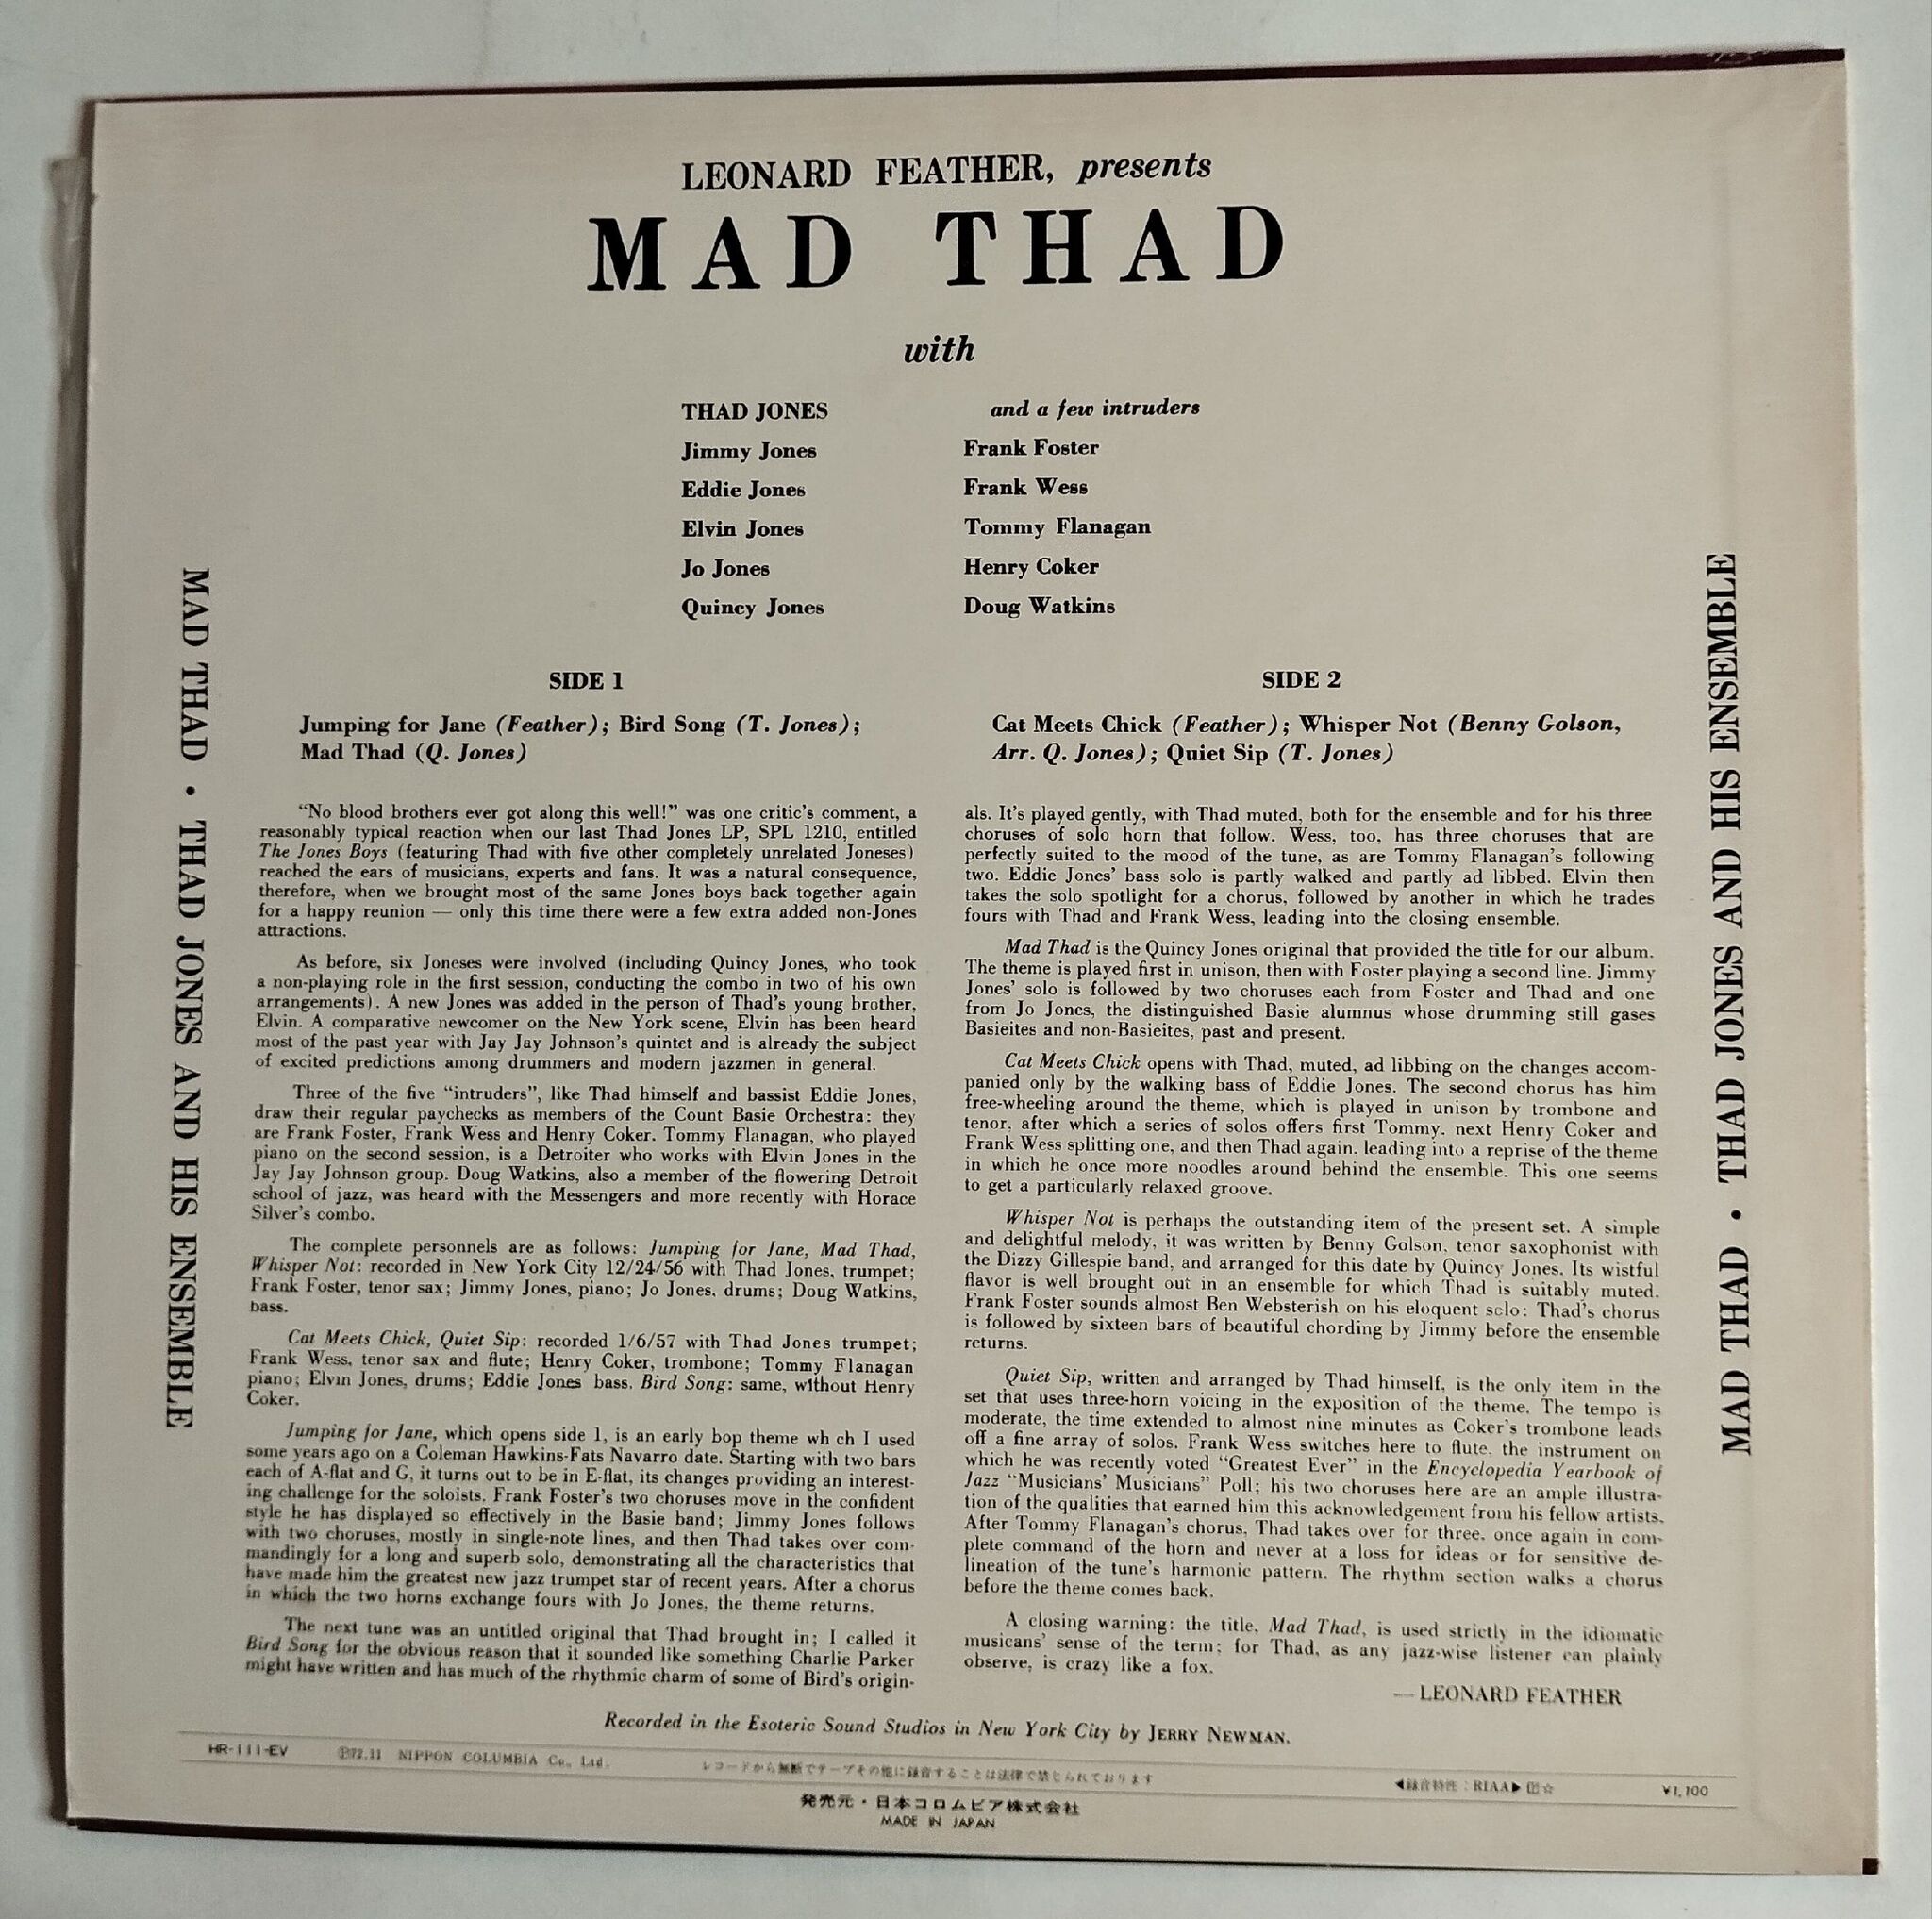 LEONARD FEATHER, presents
MAD THAD
with
THAD JONES
Jimmy Jones
Eddie Jones
Elvin Jones
Jo Jones
Quincy Jones
and a few intruders
Frank Foster
Frank Wess
Tommy Flanagan
Henry Coker
Doug Watkins
SIDE 1
Jumping for Jane (Feather); Bird Song (T. Jones);
Mad Thad (Q. Jones)
SIDE 2
Cat Meets Chick (Feather); Whisper Not (Benny Golson,
Arr. Q. Jones); Quiet Sip (T. Jones)
MAD THAD • THAD JONES AND HIS ENSEMBLE
“No blood brothers ever got along this well!” was one critic’s comment, a
reasonably typical reaction when our last Thad Jones LP, SPL 1210, entitled
The Jones Boys (featuring Thad with five other completely unrelated Joneses)
reached the ears of musicians, experts and fans. It was a natural consequence,
therefore, when we brought most of the same Jones boys back together again
for a happy reunion — only this time there were a few extra added non-Jones
attractions.
As before, six Joneses were involved (including Quincy Jones, who took
a non-playing role in the first session, conducting the combo in two of his own
arrangements). A new Jones was added in the person of Thad’s young brother,
Elvin. A comparative newcomer on the New York scene, Elvin has been heard
most of the past year with Jay Jay Johnson’s quintet and is already the subject
of excited predictions among drummers and modern jazzmen in general.
Three of the five “intruders”, like Thad himself and bassist Eddie Jones,
draw their regular paychecks as members of the Count Basie Orchestra: they
are Frank Foster, Frank Wess and Henry Coker. Tommy Flanagan, who played
piano on the second session, is a Detroiter who works with Elvin Jones in the
Jay Jay Johnson group. Doug Watkins, also a member of the flowering Detroit
school of jazz, was heard with the Messengers and more recently with Horace
Silver’s combo.
The complete personnels are as follows: Jumping for Jane, Mad Thad,
Whisper Not: recorded in New York City 12/24/56 with Thad Jones, trumpet;
Frank Foster, tenor sax; Jimmy Jones, piano; Jo Jones, drums; Doug Watkins,
bass.
Cat Meets Chick, Quiet Sip: recorded 1/6/57 with Thad Jones trumpet;
Frank Wess, tenor sax and flute; Henry Coker, trombone; Tommy Flanagan
piano; Elvin Jones, drums; Eddie Jones bass. Bird Song: same, without Henry
Coker.
Jumping for Jane, which opens side 1, is an early bop theme wh ch I used
some years ago on a Coleman Hawkins-Fats Navarro date. Starting with two bars
each of A-flat and G, it turns out to be in E-flat, its changes providing an interest-
ing challenge for the soloists. Frank Foster’s two choruses move in the confident
style he has displayed so effectively in the Basie band; Jimmy Jones follows
with two choruses, mostly in single-note lines, and then Thad takes over com-
mandingly for a long and superb solo, demonstrating all the characteristics that
have made him the greatest new jazz trumpet star of recent years. After a chorus
in which the two horns exchange fours with Jo Jones, the theme returns.
The next tune was an untitled original that Thad brought in; I called it
Bird Song for the obvious reason that it sounded like something Charlie Parker
might have written and has much of the rhythmic charm of some of Bird’s origin-
als. It’s played gently, with Thad muted, both for the ensemble and for his three
choruses of solo horn that follow. Wess, too, has three choruses that are
perfectly suited to the mood of the tune, as are Tommy Flanagan’s following
two. Eddie Jones’ bass solo is partly walked and partly ad libbed. Elvin then
takes the solo spotlight for a chorus, followed by another in which he trades
fours with Thad and Frank Wess, leading into the closing ensemble.
Mad Thad is the Quincy Jones original that provided the title for our album.
The theme is played first in unison, then with Foster playing a second line. Jimmy
Jones’ solo is followed by two choruses each from Foster and Thad and one
from Jo Jones, the distinguished Basie alumnus whose drumming still gases
Basieites and non-Basieites, past and present.
Cat Meets Chick opens with Thad, muted, ad libbing on the changes accom-
panied only by the walking bass of Eddie Jones. The second chorus has him
free-wheeling around the theme, which is played in unison by trombone and
tenor, after which a series of solos offers first Tommy. next Henry Coker and
Frank Wess splitting one, and then Thad again. leading into a reprise of the theme
in which he once more noodles around behind the ensemble. This one seems
to get a particularly relaxed groove.
Whisper Not is perhaps the outstanding item of the present set. A simple
and delightful melody, it was written by Benny Golson, tenor saxophonist with
the Dizzy Gillespie band, and arranged for this date by Quincy Jones. Its wistful
flavor is well brought out in an ensemble for which Thad is suitably muted.
Frank Foster sounds almost Ben Websterish on his eloquent solo: Thad’s chorus
is followed by sixteen bars of beautiful chording by Jimmy before the ensemble
returns.
Quiet Sip, written and arranged by Thad himself, is the only item in the
set that uses three-horn voicing in the exposition of the theme. The tempo is
moderate, the time extended to almost nine minutes as Coker’s trombone leads
off a fine array of solos. Frank Wess switches here to flute, the instrument on
which he was recently voted “Greatest Ever” in the Encyclopedia Yearbook of
Jazz “Musicians’ Musicians” Poll; his two choruses here are an ample illustra-
tion of the qualities that earned him this acknowledgement from his fellow artists.
After Tommy Flanagan’s chorus, Thad takes over for three, once again in com-
plete command of the horn and never at a loss for ideas or for sensitive de-
lineation of the tune’s harmonic pattern. The rhythm section walks a chorus
before the theme comes back.
A closing warning: the title, Mad Thad, is used strictly in the idiomatic
musicans’ sense of the term; for Thad, as any jazz-wise listener can plainly
observe, is crazy like a fox.
— LEONARD FEATHER
MAD THAD • THAD JONES AND HIS ENSEMBLE
Recorded in the Esoteric Sound Studios in New York City by JERRY NEWMAN.
HR-111-EV ℗72.11 NIPPON COLUMBIA Co., Ltd. レコードから無断でテープその他に録音することは法律で禁じられております ◀録音特性:RIAA▶ ☆ ¥1,100
発売元・日本コロムビア株式会社
MADE IN JAPAN